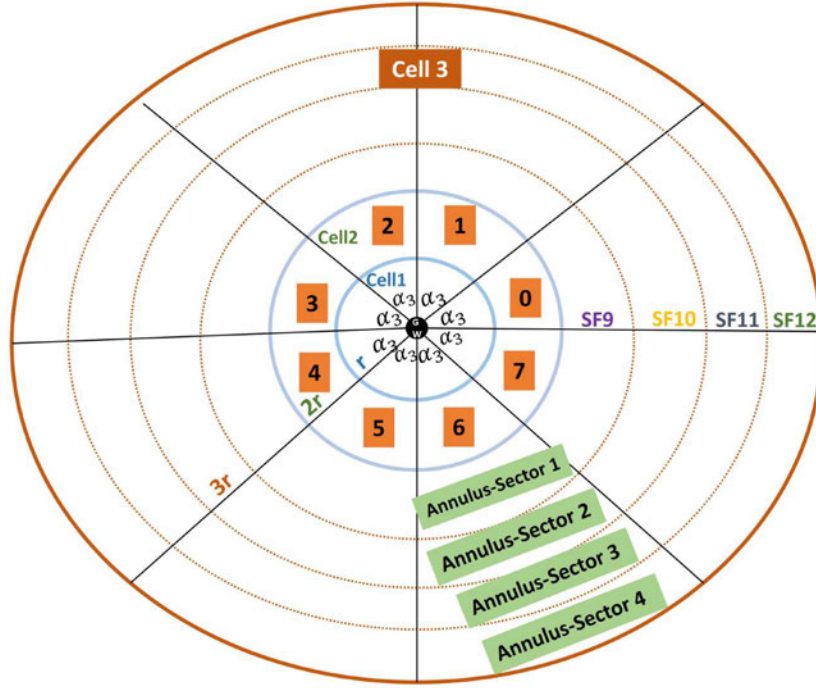 Cell 3
2
1
Cell2
Cell1
3
0
α₃ α₃
α₃ α₃
G
W
SF9
SF10
SF11
SF12
α₃ α₃
α₃ α₃
r
4
7
2r
5
6
3r
Annulus-Sector 1
Annulus-Sector 2
Annulus-Sector 3
Annulus-Sector 4